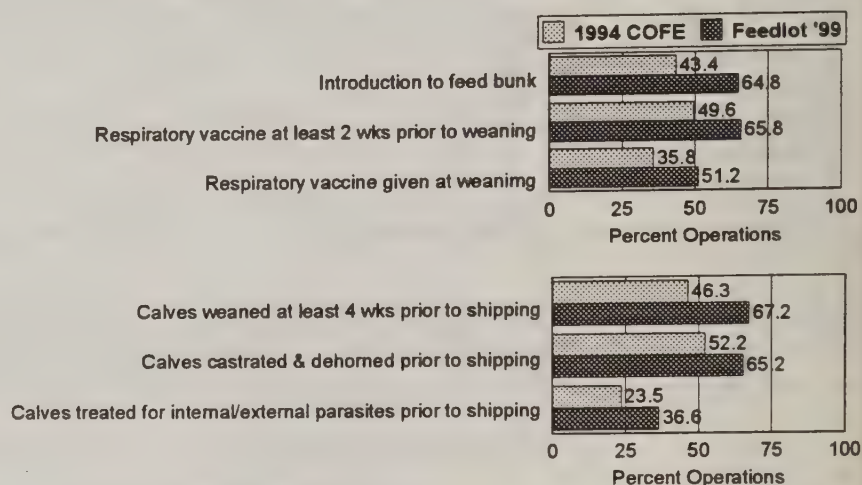 1994 COFE Feedlot '99
Introduction to feed bunk
43.4
64.8
Respiratory vaccine at least 2 wks prior to weaning
49.6
65.8
Respiratory vaccine given at weanimg
35.8
51.2
0 25 50 75 100
Percent Operations
Calves weaned at least 4 wks prior to shipping
46.3
67.2
Calves castrated & dehorned prior to shipping
52.2
65.2
Calves treated for internal/external parasites prior to shipping
23.5
36.6
0 25 50 75 100
Percent Operations